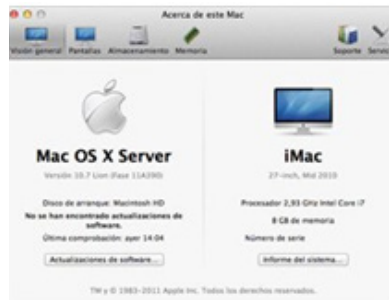 Acerca de este Mac
Visión general Pantallas Almacenamiento Memoria Soporte Servic
Mac OS X Server
Versión 10.7 Lion (Fase 11A390)
Disco de arranque: Macintosh HD
No se han encontrado actualizaciones de
software.
Última comprobación: ayer 14:04
Actualizaciones de software...
iMac
27-inch, Mid 2010
Procesador 2,93 GHz Intel Core i7
8 GB de memoria
Número de serie
Informe del sistema...
TM y © 1983-2011 Apple Inc. Todos los derechos reservados.